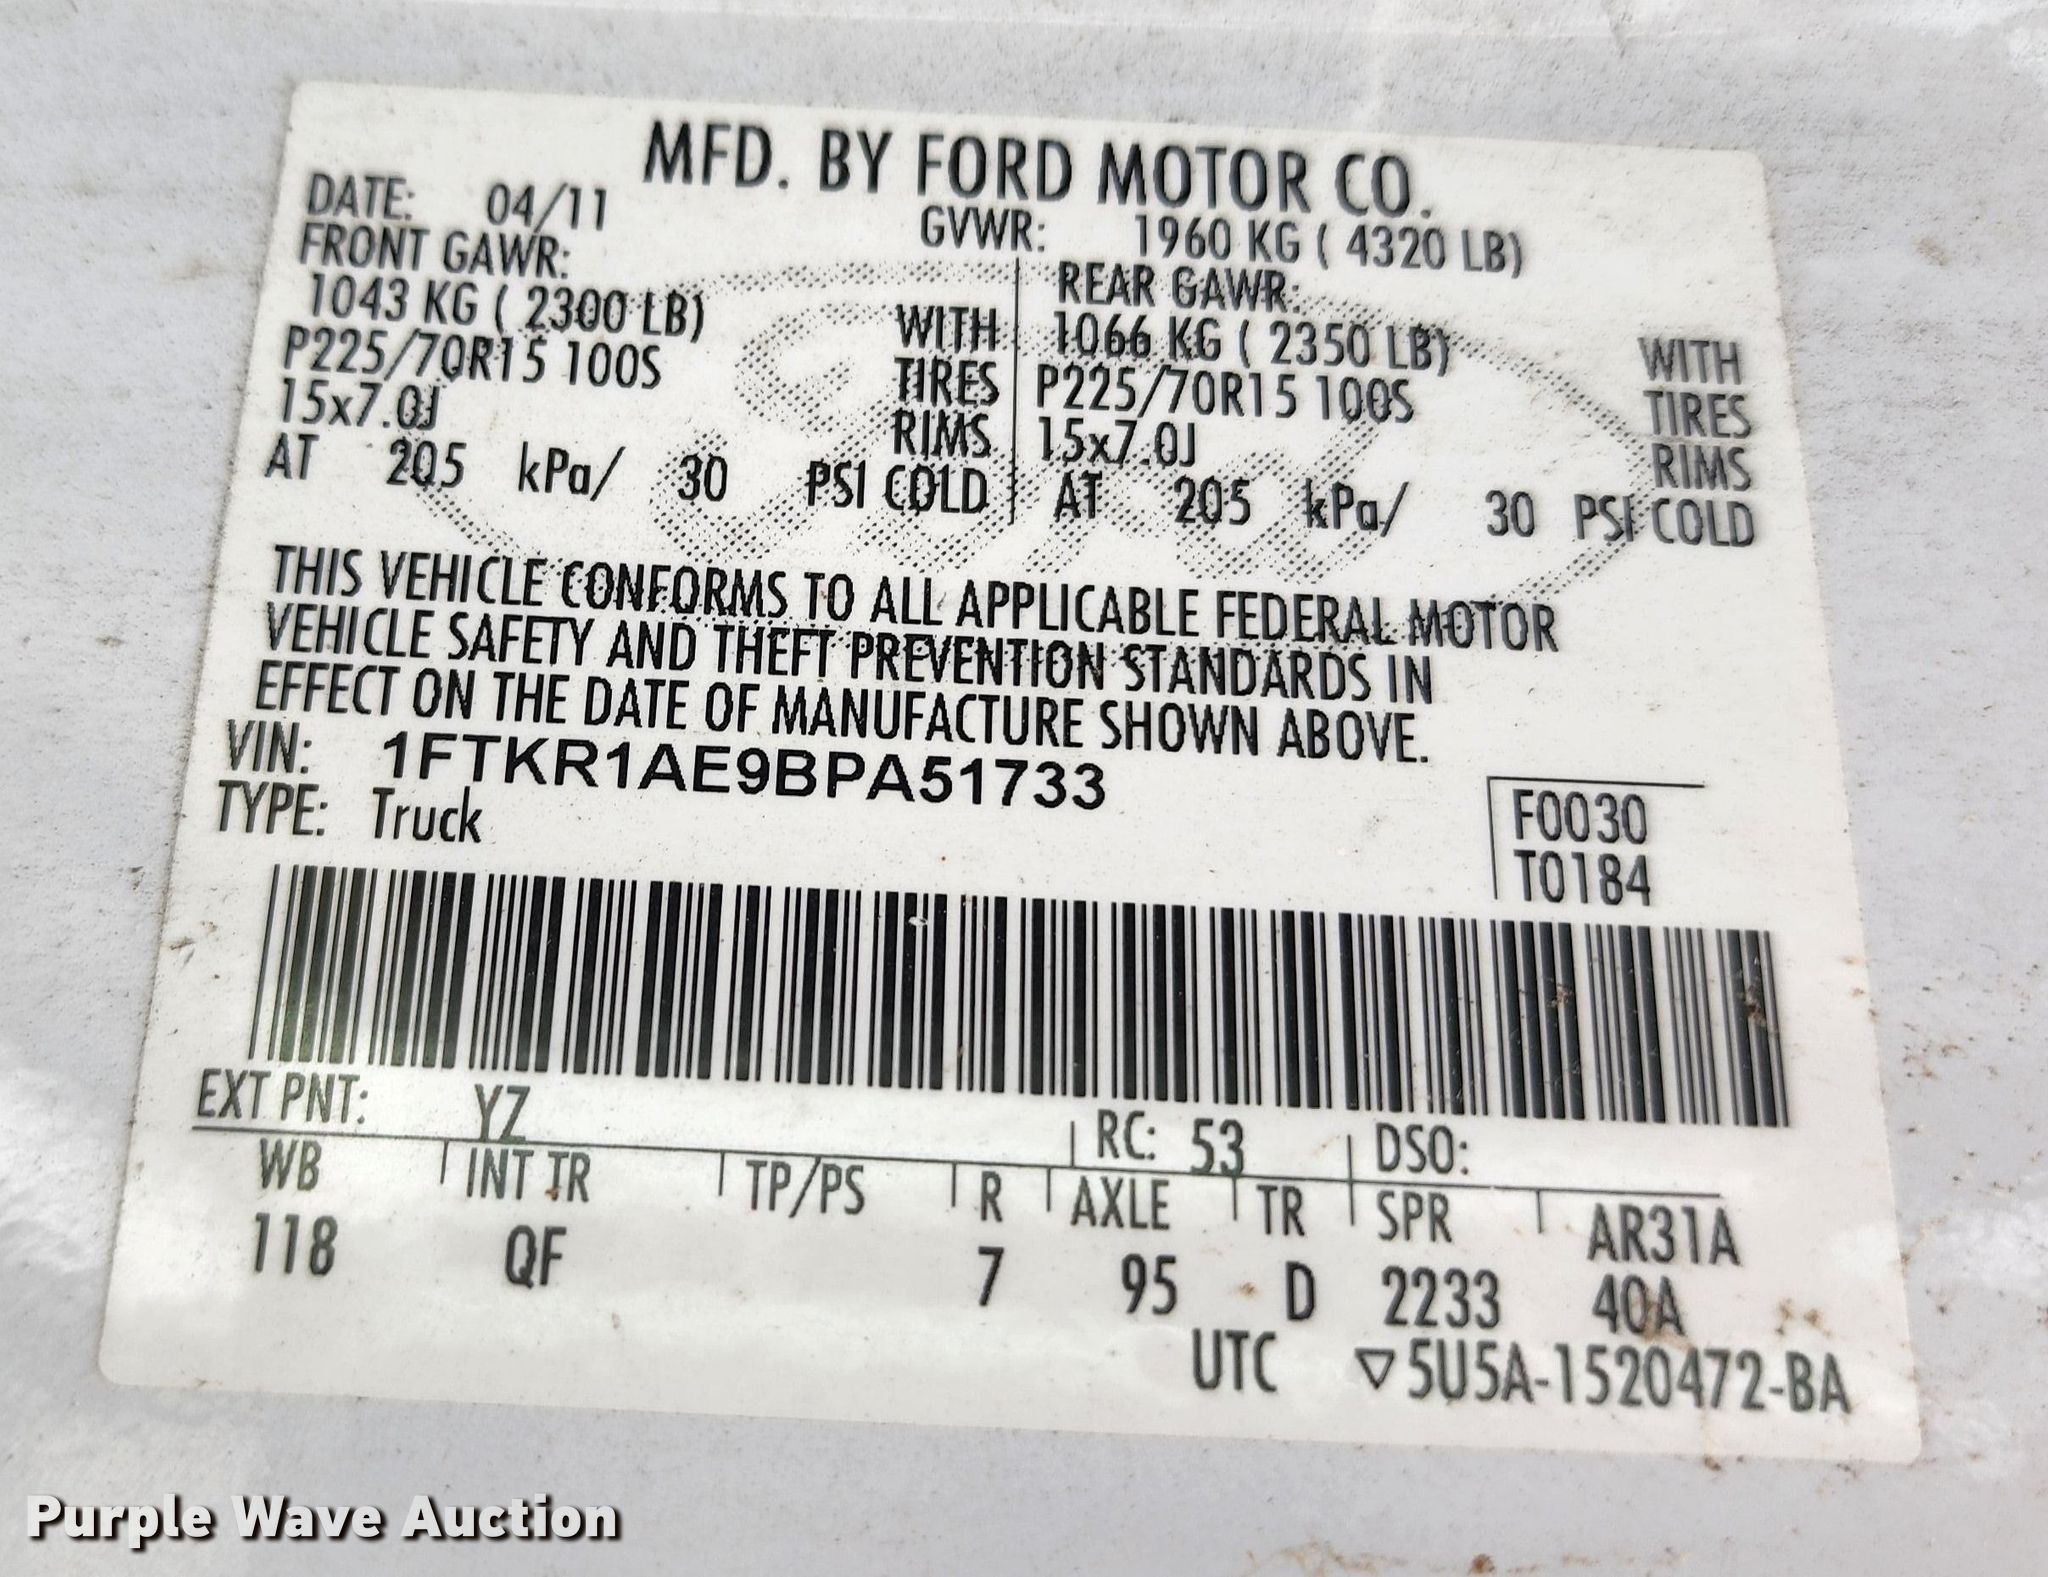 MFD. BY FORD MOTOR CO.
DATE: 04/11 GVWR: 1960 KG ( 4320 LB)
FRONT GAWR: REAR GAWR:
1043 KG ( 2300 LB) WITH 1066 KG ( 2350 LB) WITH
P225/70R15 100S TIRES P225/70R15 100S TIRES
15x7.0J RIMS 15x7.0J RIMS
AT 205 kPa/ 30 PSI COLD AT 205 kPa/ 30 PSI COLD
THIS VEHICLE CONFORMS TO ALL APPLICABLE FEDERAL MOTOR
VEHICLE SAFETY AND THEFT PREVENTION STANDARDS IN
EFFECT ON THE DATE OF MANUFACTURE SHOWN ABOVE.
VIN: 1FTKR1AE9BPA51733
TYPE: Truck
F0030
T0184
EXT PNT: YZ RC: 53 DSO:
WB INT TR TP/PS R AXLE TR SPR AR31A
118 QF 7 95 D 2233 40A
UTC ▽5U5A-1520472-BA
Purple Wave Auction